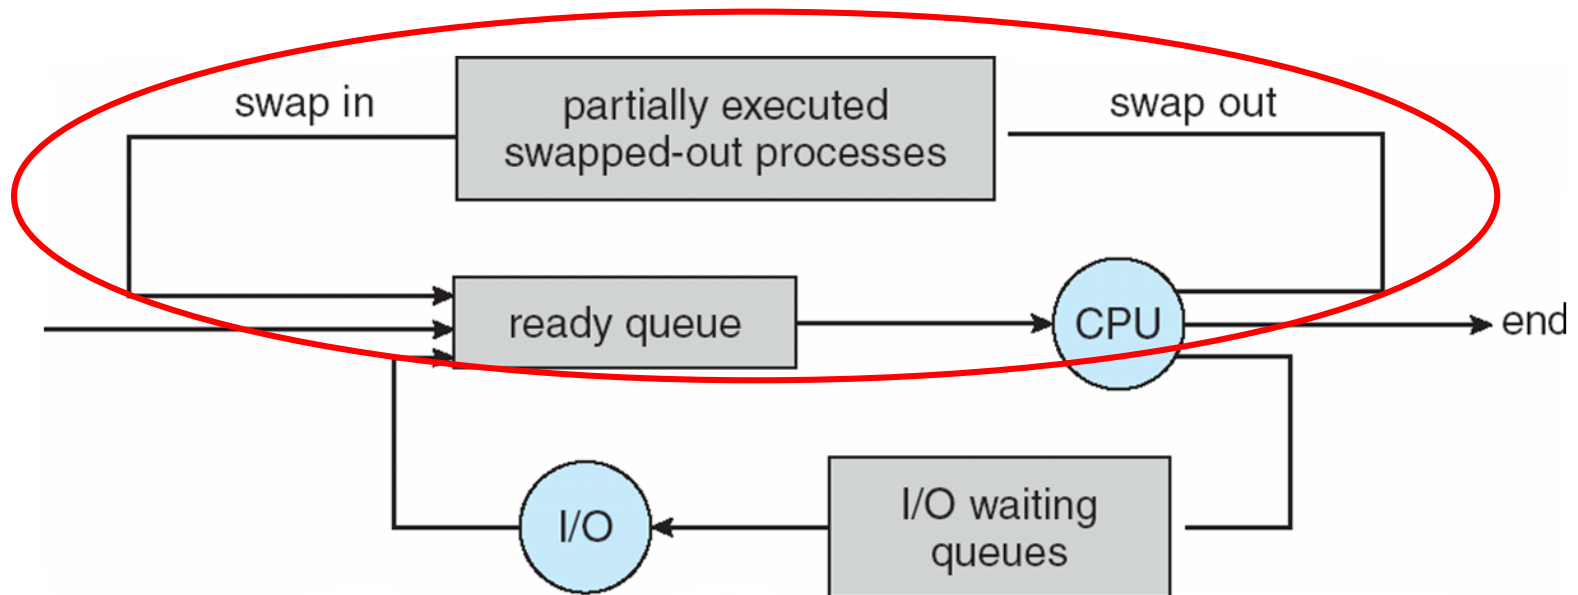 swap in
partially executed
swapped-out processes
swap out
ready queue
CPU
end
I/O
I/O waiting
queues